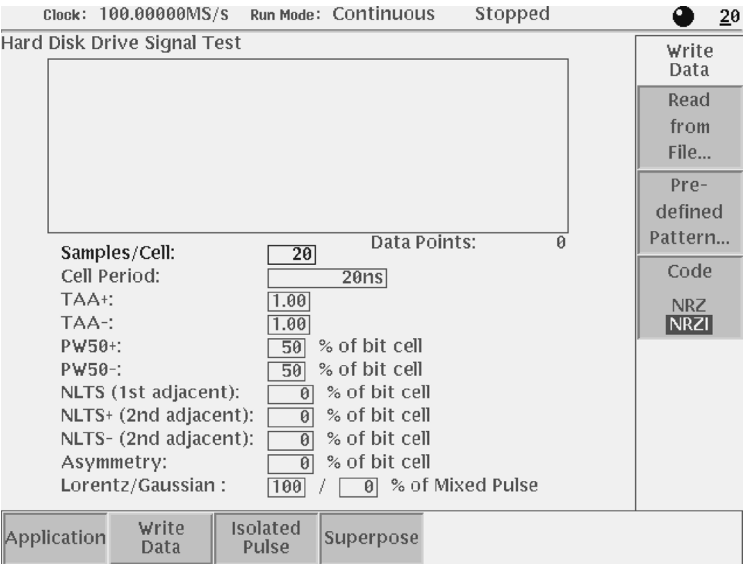 Clock: 100.00000MS/s Run Mode: Continuous Stopped 20
Hard Disk Drive Signal Test
Write
Data
Read
from
File...
Pre-
defined
Pattern...
Code
NRZ
NRZI
Data Points: 0
Samples/Cell: 20
Cell Period: 20ns
TAA+: 1.00
TAA-: 1.00
PW50+: 50 % of bit cell
PW50-: 50 % of bit cell
NLTS (1st adjacent): 0 % of bit cell
NLTS+ (2nd adjacent): 0 % of bit cell
NLTS- (2nd adjacent): 0 % of bit cell
Asymmetry: 0 % of bit cell
Lorentz/Gaussian : 100 / 0 % of Mixed Pulse
Application
Write
Data
Isolated
Pulse
Superpose